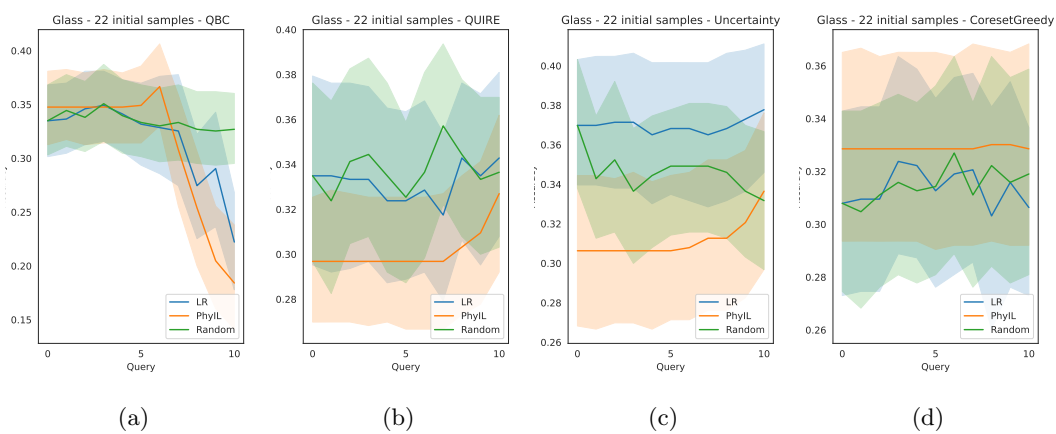 Glass - 22 initial samples - QBC
0.40
0.35
0.30
0.25
0.20
0.15
0
5
10
Query
LR
PhyIL
Random
(a)
Glass - 22 initial samples - QUIRE
0.40
0.38
0.36
0.34
0.32
0.30
0.28
0
5
10
Query
LR
PhyIL
Random
(b)
Glass - 22 initial samples - Uncertainty
0.40
0.38
0.36
0.34
0.32
0.30
0.28
0.26
0
5
10
Query
LR
PhyIL
Random
(c)
Glass - 22 initial samples - CoresetGreedy
0.36
0.34
0.32
0.30
0.28
0.26
0
5
10
Query
LR
PhyIL
Random
(d)